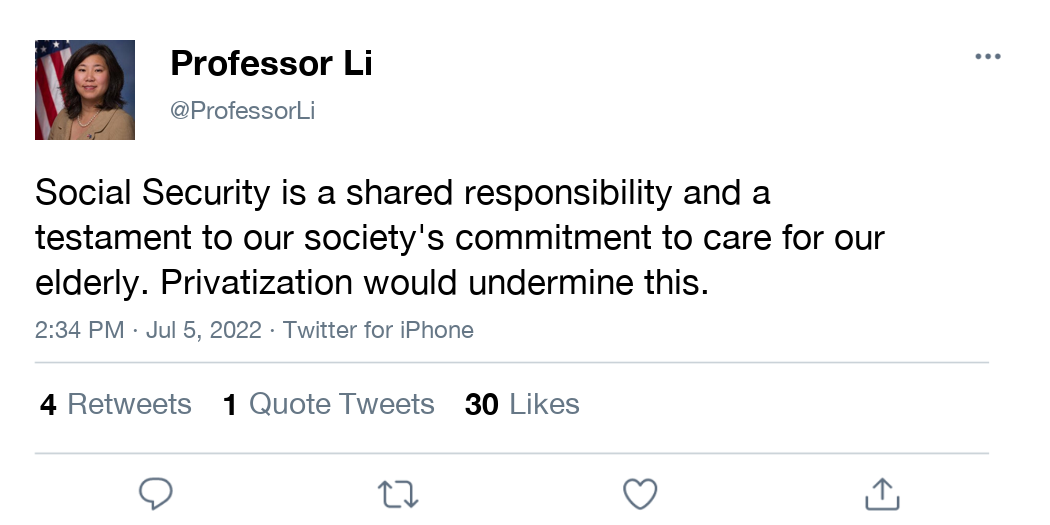 Professor Li
@ProfessorLi
Social Security is a shared responsibility and a
testament to our society's commitment to care for our
elderly. Privatization would undermine this.
2:34 PM · Jul 5, 2022 · Twitter for iPhone
4 Retweets 1 Quote Tweets 30 Likes